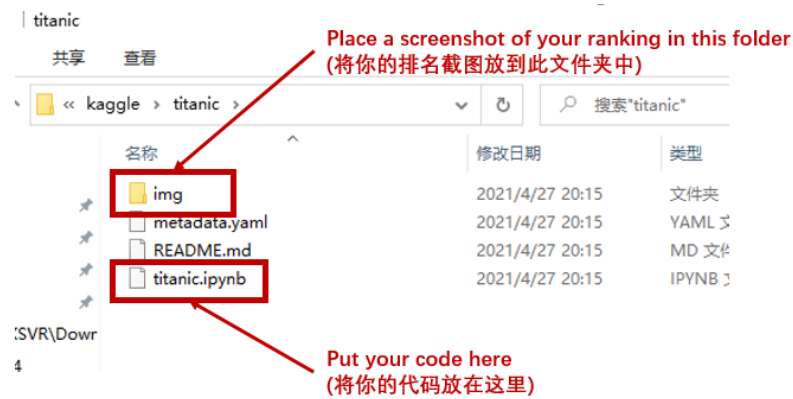 titanic
Place a screenshot of your ranking in this folder
(将你的排名截图放到此文件夹中)
共享 查看
« kaggle › titanic ›
搜索"titanic"
名称 修改日期 类型
img 2021/4/27 20:15 文件夹
metadata.yaml 2021/4/27 20:15 YAML
README.md 2021/4/27 20:15 MD 文
titanic.ipynb 2021/4/27 20:15 IPYNB
SVR\Dowr
4
Put your code here
(将你的代码放在这里)